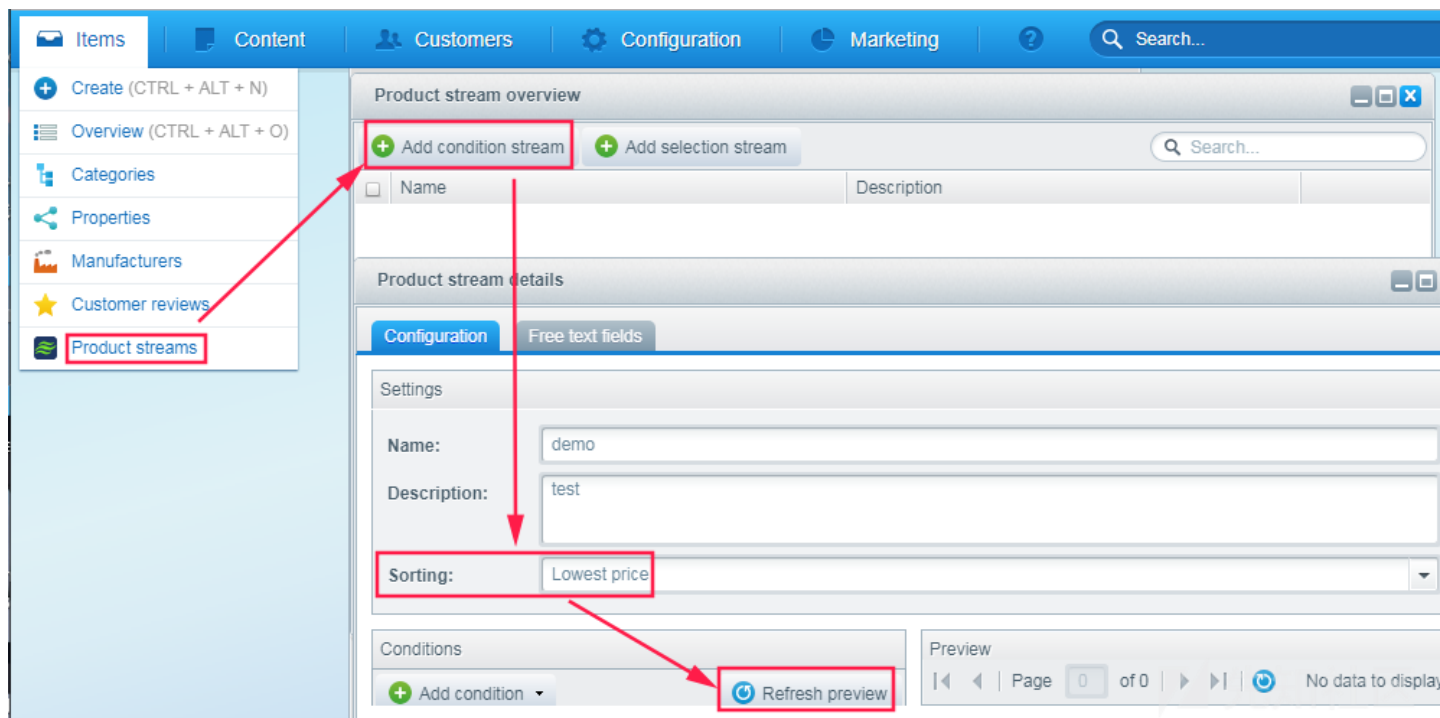 Items
Content
Customers
Configuration
Marketing
Search...
Create (CTRL + ALT + N)
Overview (CTRL + ALT + O)
Categories
Properties
Manufacturers
Customer reviews
Product streams
Product stream overview
Add condition stream
Add selection stream
Search...
Name
Description
Product stream details
Configuration
Free text fields
Settings
Name:
demo
Description:
test
Sorting:
Lowest price
Conditions
Add condition
Refresh preview
Preview
Page 0 of 0
No data to display